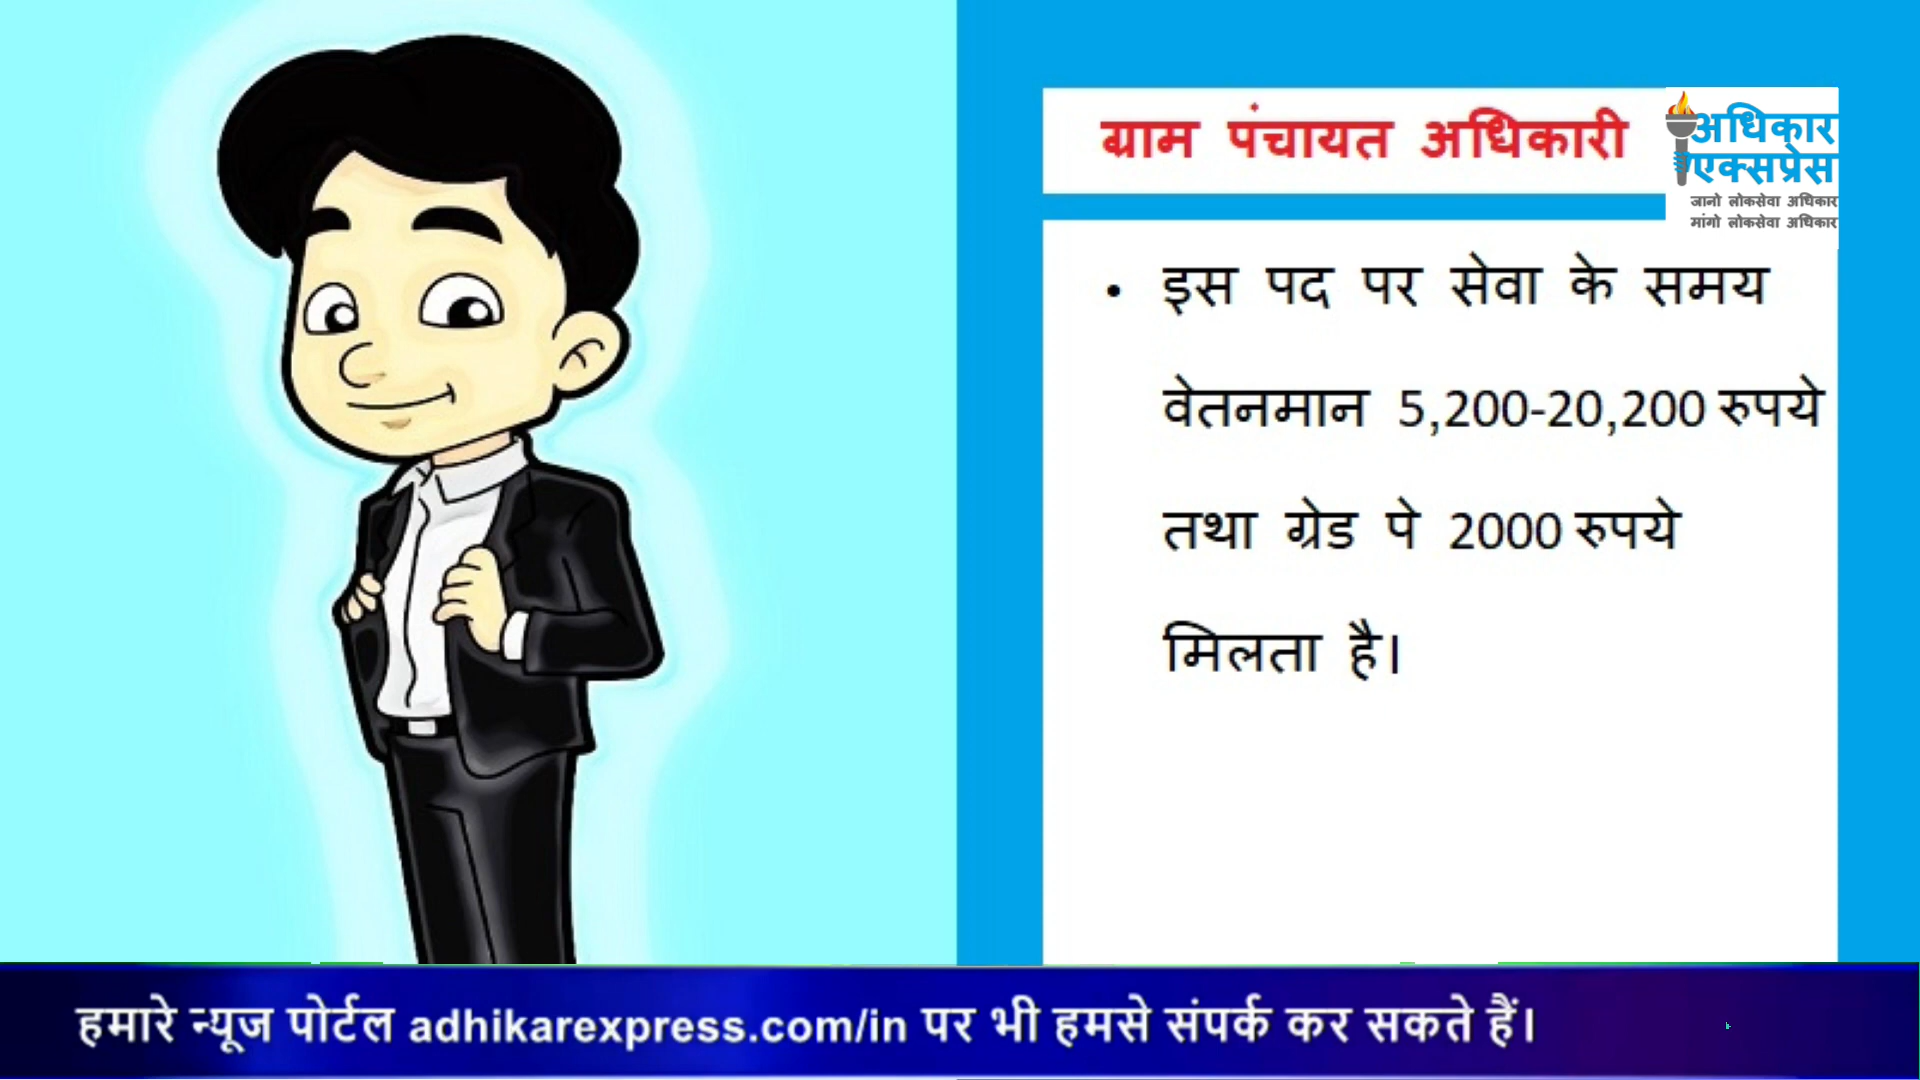 ग्राम पंचायत अधिकारी
अधिकार
एक्सप्रेस
जानो लोकसेवा अधिकार
मांगो लोकसेवा अधिकार
• इस पद पर सेवा के समय
वेतनमान 5,200-20,200 रुपये
तथा ग्रेड पे 2000 रुपये
मिलता है।
हमारे न्यूज पोर्टल adhikarexpress.com/in पर भी हमसे संपर्क कर सकते हैं।